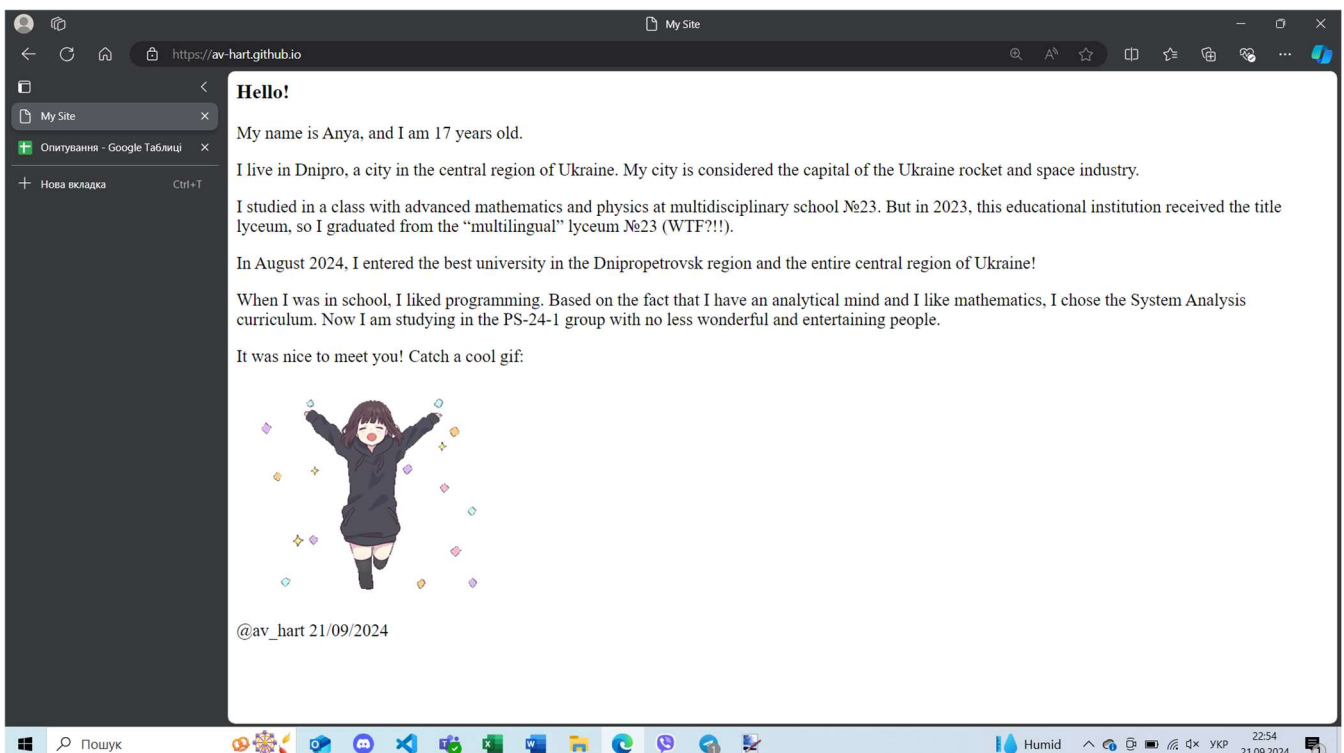 My Site
https://av-hart.github.io
My Site
Опитування - Google Таблиці
Нова вкладка Ctrl+T
Hello!
My name is Anya, and I am 17 years old.
I live in Dnipro, a city in the central region of Ukraine. My city is considered the capital of the Ukraine rocket and space industry.
I studied in a class with advanced mathematics and physics at multidisciplinary school №23. But in 2023, this educational institution received the title
lyceum, so I graduated from the “multilingual” lyceum №23 (WTF?!!).
In August 2024, I entered the best university in the Dnipropetrovsk region and the entire central region of Ukraine!
When I was in school, I liked programming. Based on the fact that I have an analytical mind and I like mathematics, I chose the System Analysis
curriculum. Now I am studying in the PS-24-1 group with no less wonderful and entertaining people.
It was nice to meet you! Catch a cool gif:
@av_hart 21/09/2024
Пошук
Humid
УКР
22:54
21.09.2024